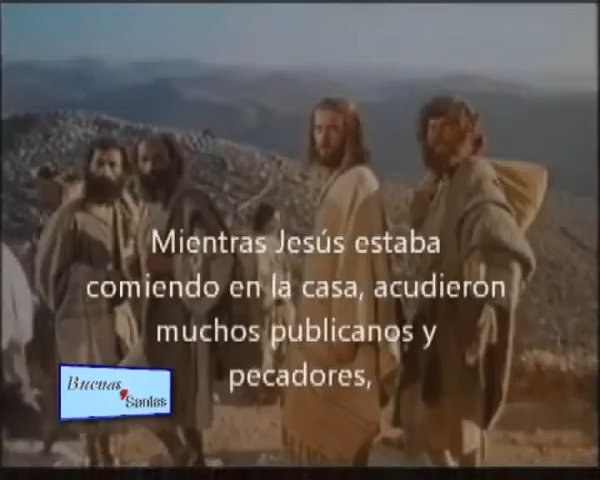 Mientras Jesús estaba
comiendo en la casa, acudieron
muchos publicanos y
pecadores,
Buenas
y Santas